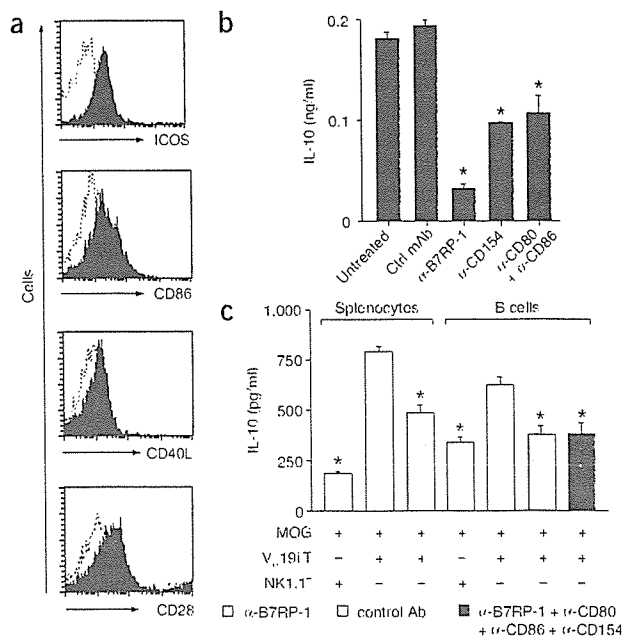 a
Cells
ICOS
CD86
CD40L
CD28
b
IL-10 (ng/ml)
0.2
0.1
0
*
*
*
Untreated
Ctrl mAb
α-B7RP-1
α-CD154
α-CD80
+ α-CD86
c
IL-10 (pg/ml)
1.000
750
500
250
0
Splenocytes
B cells
*
*
*
*
*
MOG + + + + + + +
Vα19i T – + + – + + +
NK1.1⁻ + – – + – – –
α-B7RP-1
control Ab
α-B7RP-1 + α-CD80
+ α-CD86 + α-CD154